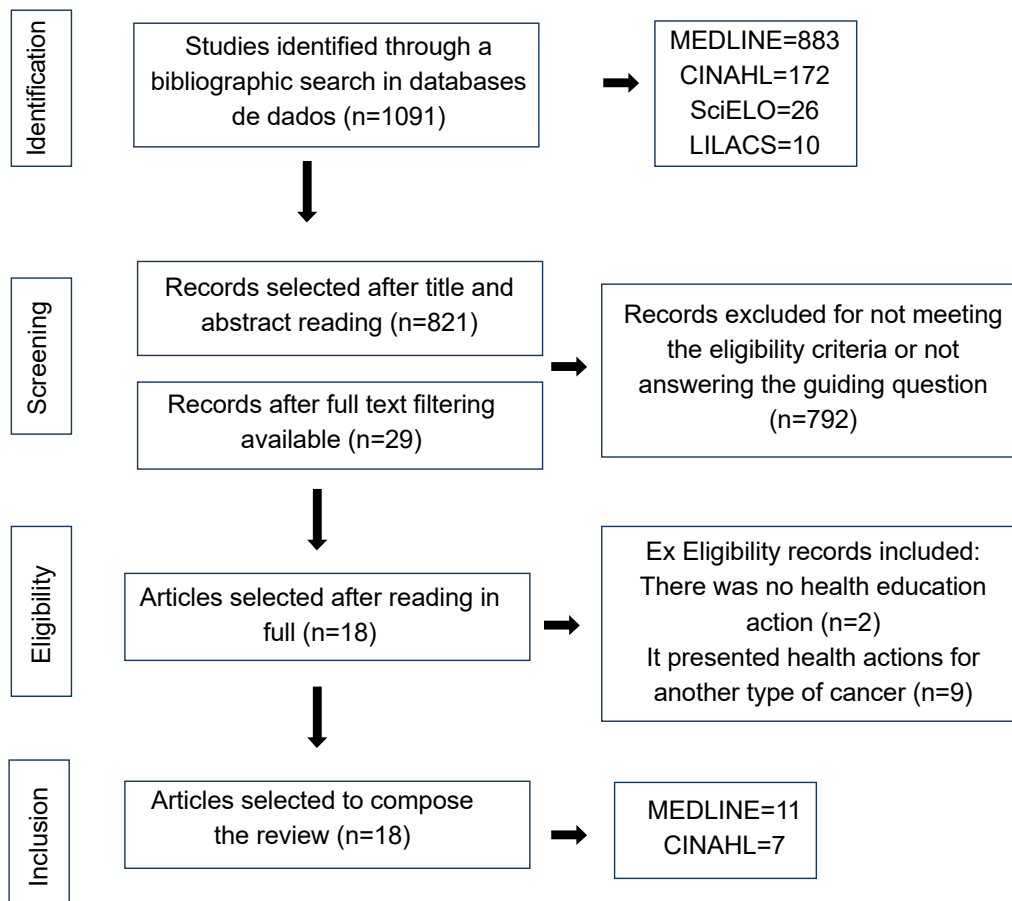 Identification
Studies identified through a
bibliographic search in databases
de dados (n=1091)
MEDLINE=883
CINAHL=172
SciELO=26
LILACS=10
Screening
Records selected after title and
abstract reading (n=821)
Records after full text filtering
available (n=29)
Records excluded for not meeting
the eligibility criteria or not
answering the guiding question
(n=792)
Eligibility
Articles selected after reading in
full (n=18)
Ex Eligibility records included:
There was no health education
action (n=2)
It presented health actions for
another type of cancer (n=9)
Inclusion
Articles selected to compose
the review (n=18)
MEDLINE=11
CINAHL=7